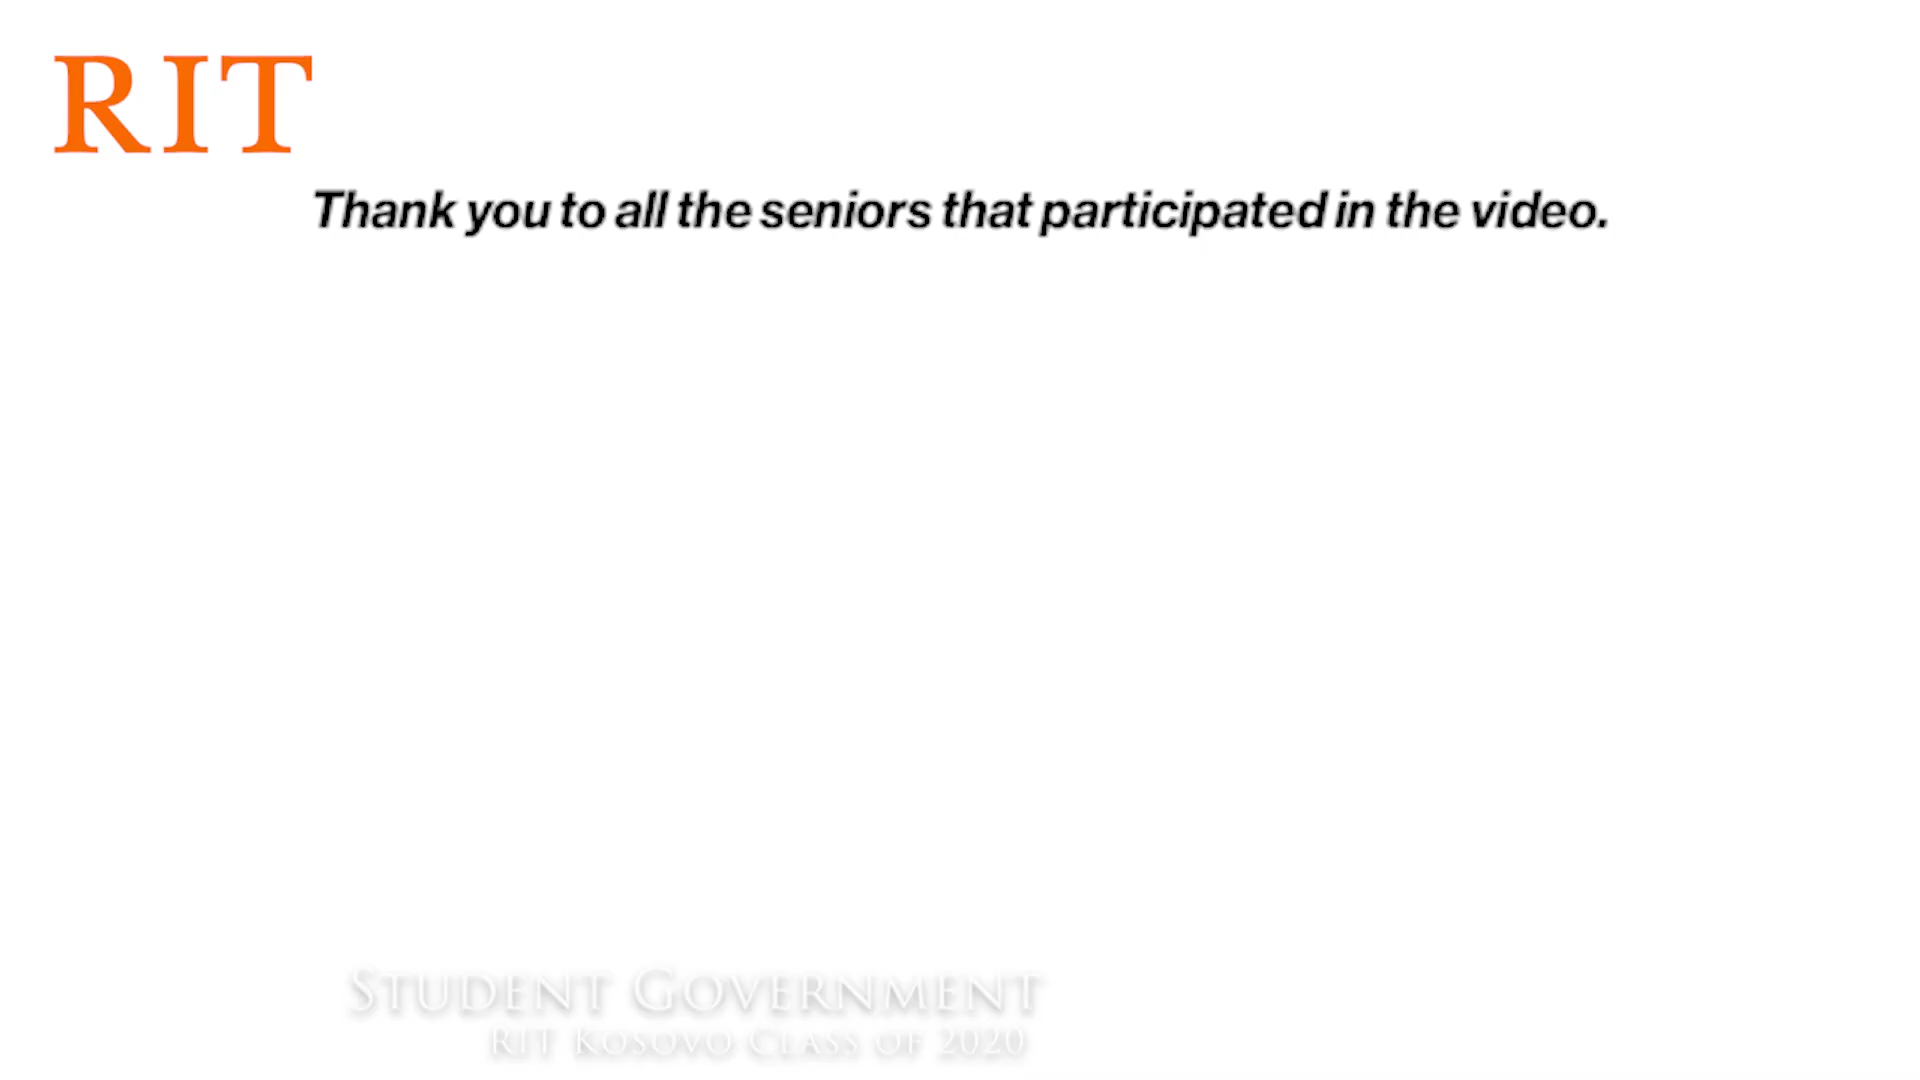 RIT
Thank you to all the seniors that participated in the video.
Student Government
RIT Kosovo Class of 2020